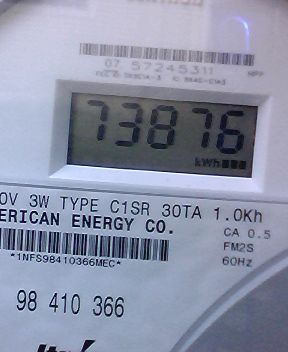 07 57245311
73876
kWh
0V 3W TYPE C1SR 30TA 1.0Kh
ERICAN ENERGY CO.
CA 0.5
FM2S
60Hz
*1NFS98410366MEC*
98 410 366